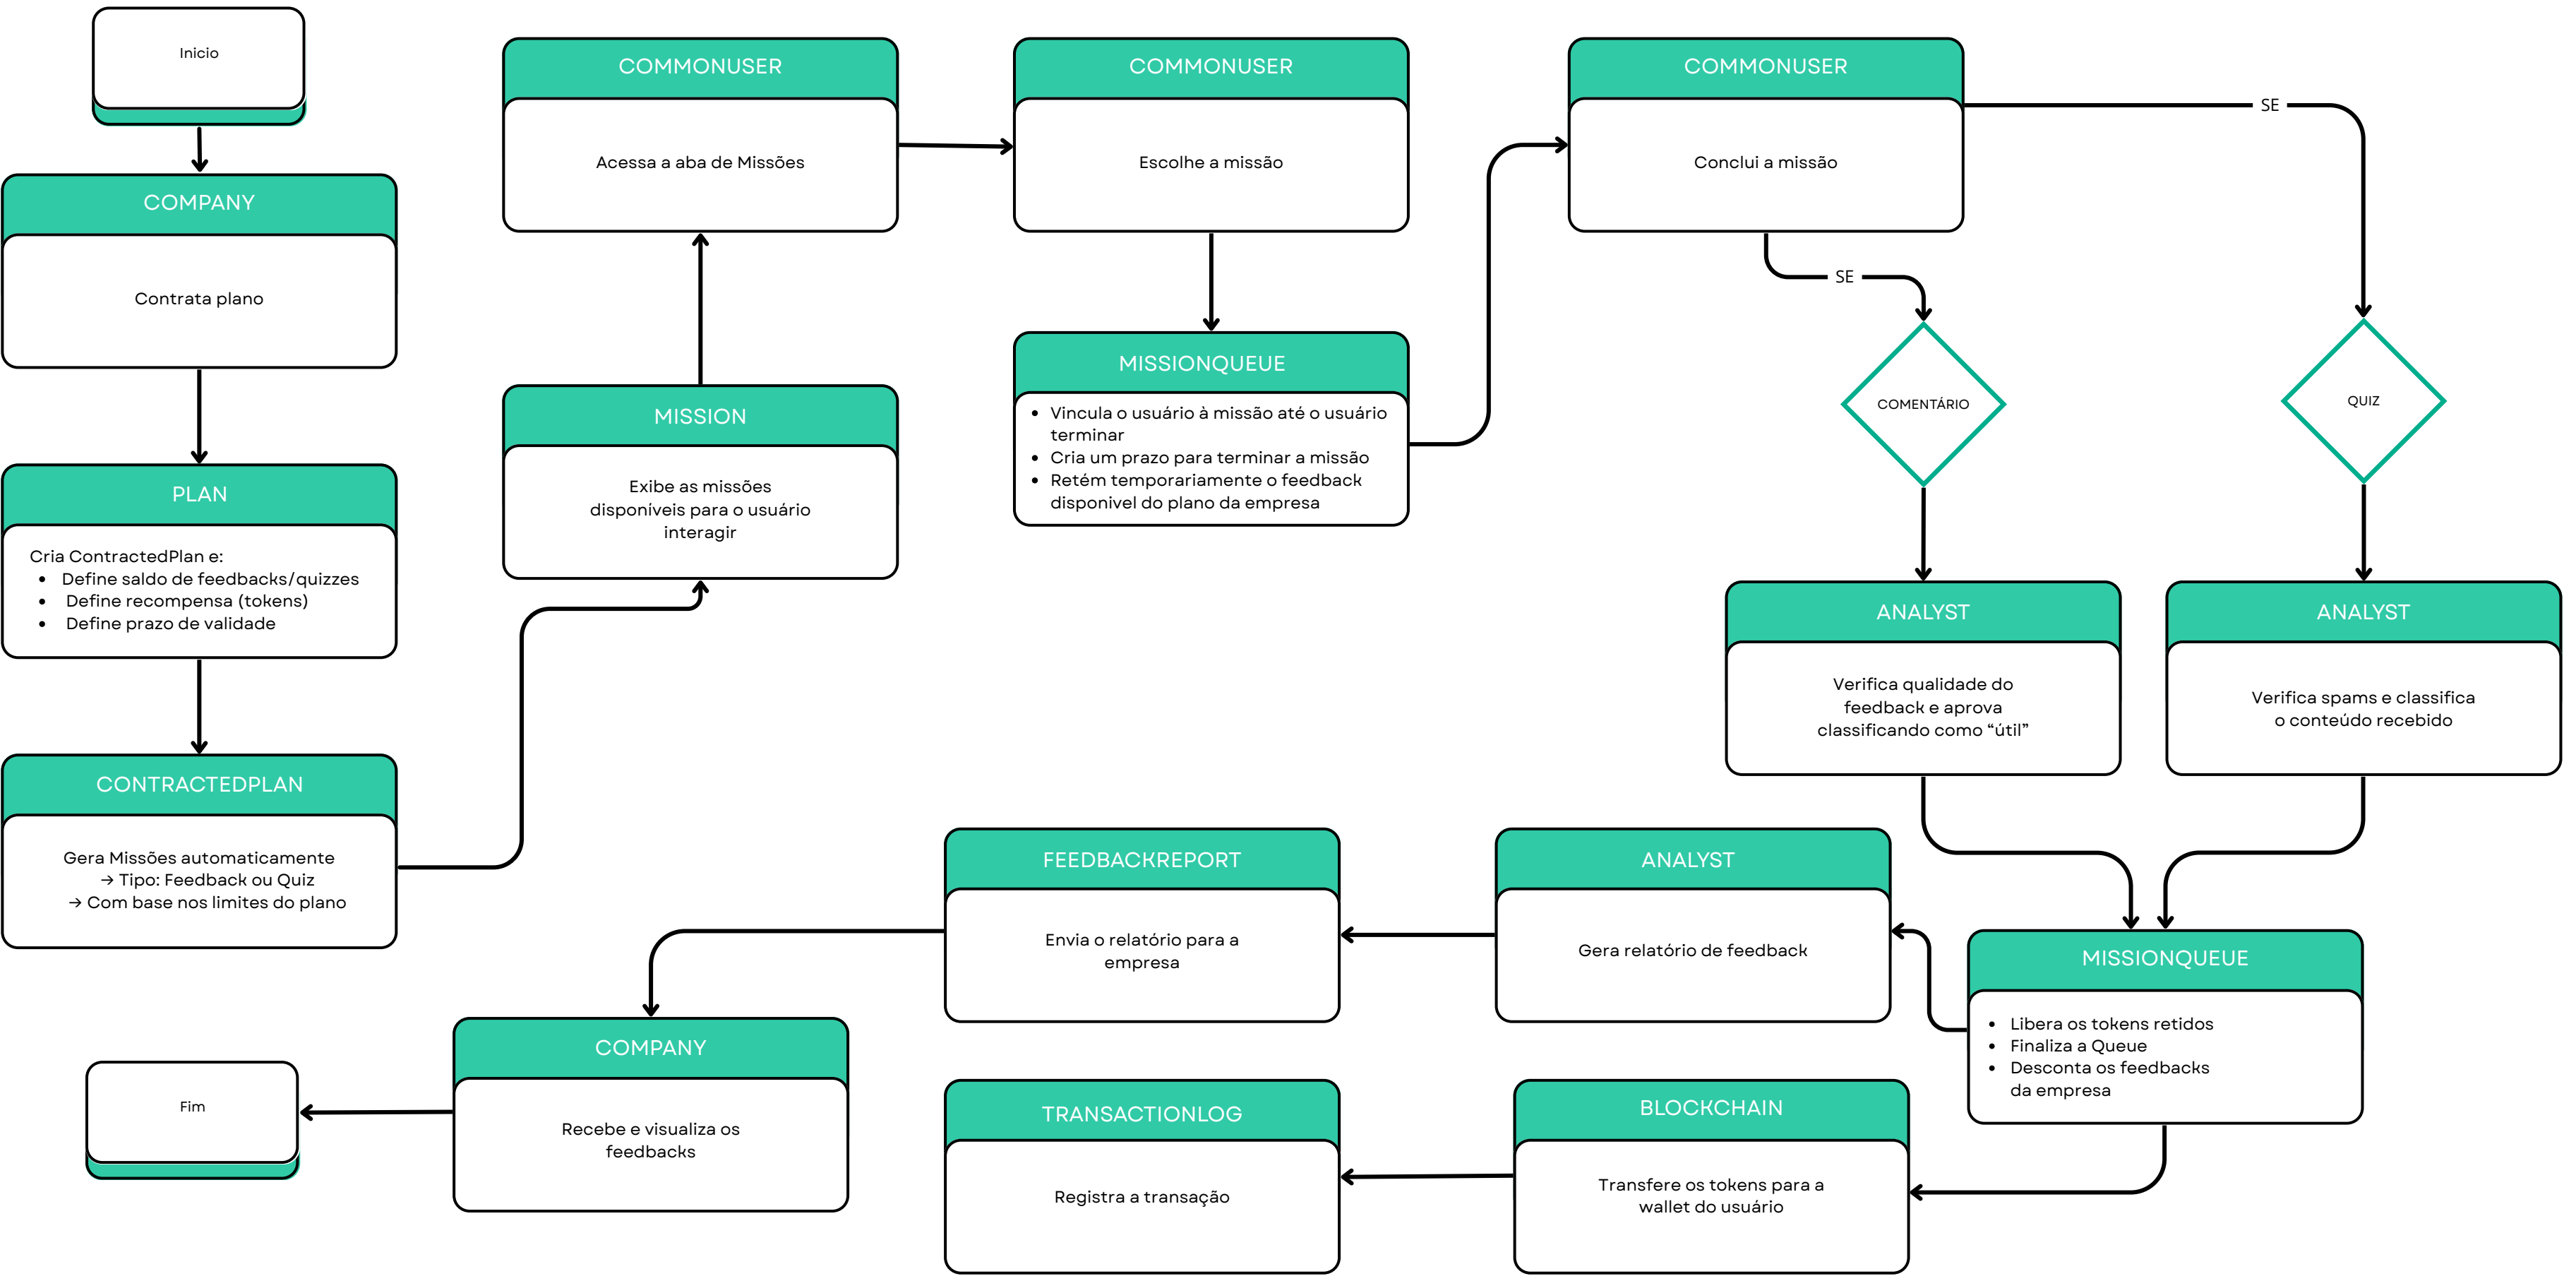 Inicio
COMPANY
Contrata plano
PLAN
Cria ContractedPlan e:
• Define saldo de feedbacks/quizzes
• Define recompensa (tokens)
• Define prazo de validade
CONTRACTEDPLAN
Gera Missões automaticamente
→ Tipo: Feedback ou Quiz
→ Com base nos limites do plano
MISSION
Exibe as missões
disponíveis para o usuário
interagir
COMMONUSER
Acessa a aba de Missões
COMMONUSER
Escolhe a missão
MISSIONQUEUE
• Vincula o usuário à missão até o usuário
terminar
• Cria um prazo para terminar a missão
• Retém temporariamente o feedback
disponivel do plano da empresa
COMMONUSER
Conclui a missão
SE
SE
COMENTÁRIO
QUIZ
ANALYST
Verifica qualidade do
feedback e aprova
classificando como “útil”
ANALYST
Verifica spams e classifica
o conteúdo recebido
MISSIONQUEUE
• Libera os tokens retidos
• Finaliza a Queue
• Desconta os feedbacks
da empresa
ANALYST
Gera relatório de feedback
FEEDBACKREPORT
Envia o relatório para a
empresa
COMPANY
Recebe e visualiza os
feedbacks
Fim
BLOCKCHAIN
Transfere os tokens para a
wallet do usuário
TRANSACTIONLOG
Registra a transação